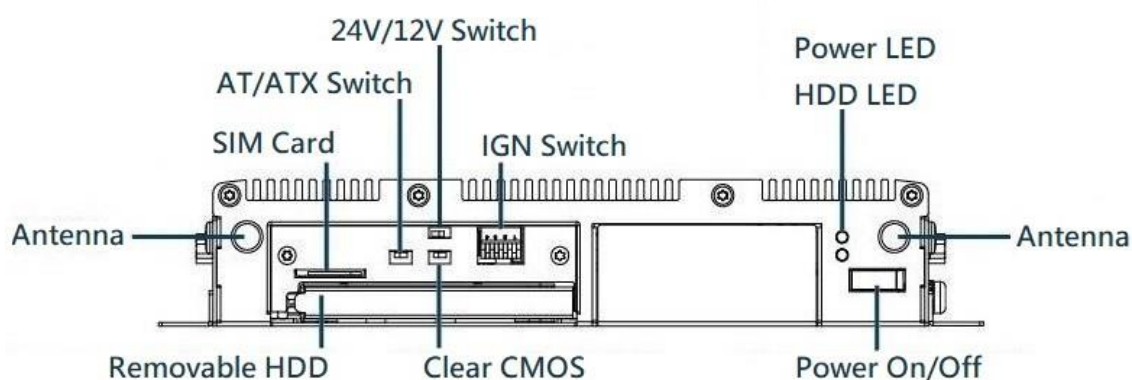 24V/12V Switch
Power LED
AT/ATX Switch
HDD LED
SIM Card
IGN Switch
Antenna
Antenna
Removable HDD
Clear CMOS
Power On/Off